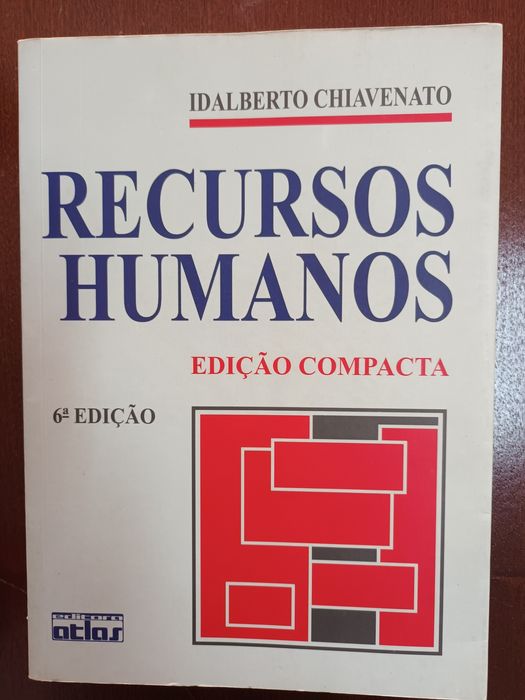 IDALBERTO CHIAVENATO
RECURSOS
HUMANOS
EDIÇÃO COMPACTA
6ª EDIÇÃO
editora
atlas